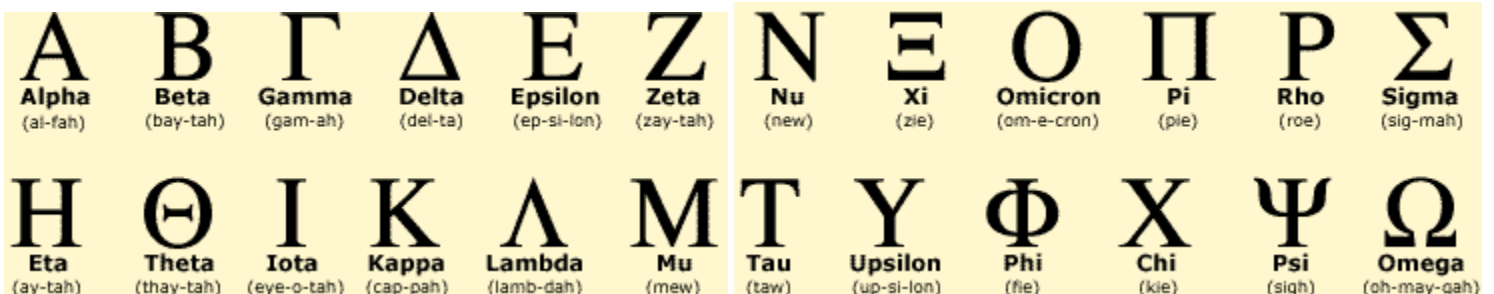 Α Β Γ Δ Ε Ζ Ν Ξ Ο Π Ρ Σ
Alpha Beta Gamma Delta Epsilon Zeta Nu Xi Omicron Pi Rho Sigma
(al-fah) (bay-tah) (gam-ah) (del-ta) (ep-si-lon) (zay-tah) (new) (zie) (om-e-cron) (pie) (roe) (sig-mah)
Η Θ Ι Κ Λ Μ Τ Υ Φ Χ Ψ Ω
Eta Theta Iota Kappa Lambda Mu Tau Upsilon Phi Chi Psi Omega
(ay-tah) (thay-tah) (eye-o-tah) (cap-pah) (lamb-dah) (mew) (taw) (up-si-lon) (fie) (kie) (sigh) (oh-may-gah)